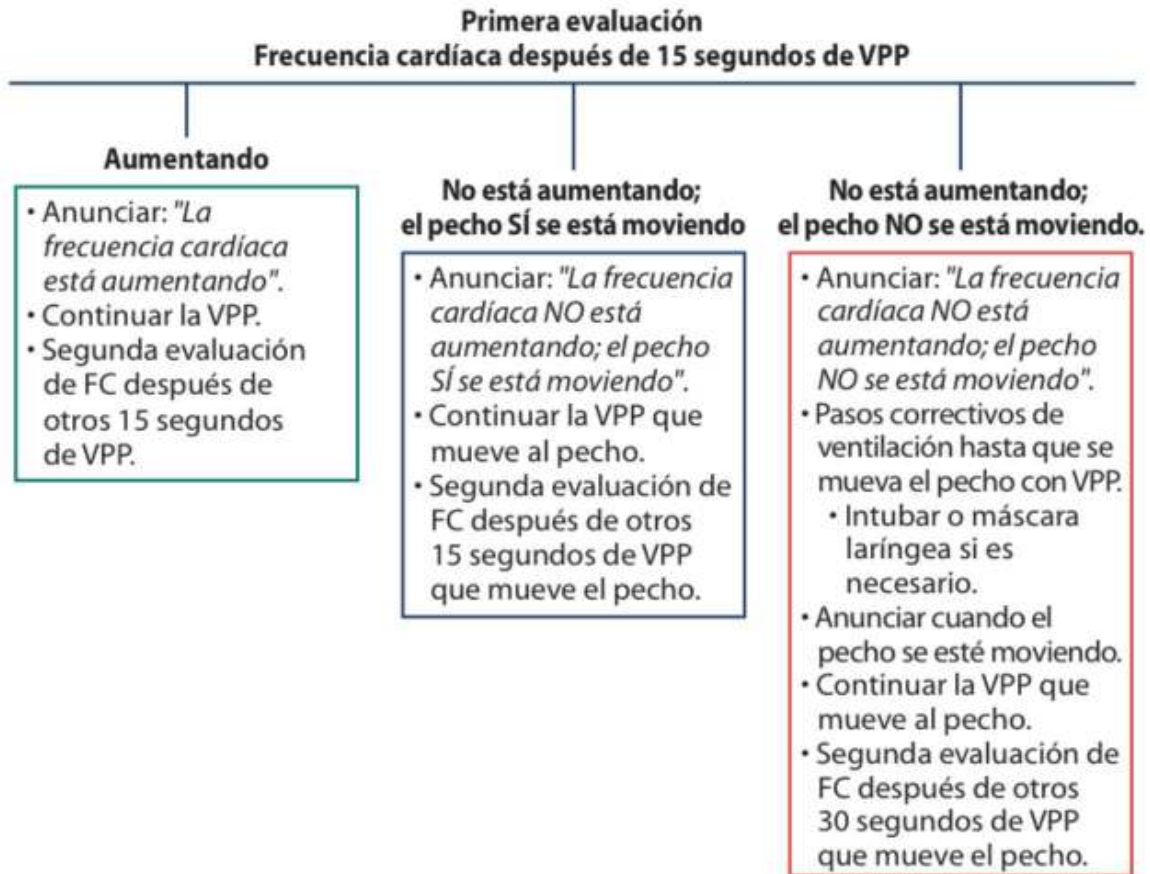 Primera evaluación
Frecuencia cardíaca después de 15 segundos de VPP
Aumentando
• Anunciar: "La
frecuencia cardíaca
está aumentando".
• Continuar la VPP.
• Segunda evaluación
de FC después de
otros 15 segundos
de VPP.
No está aumentando;
el pecho SÍ se está moviendo
• Anunciar: "La frecuencia
cardíaca NO está
aumentando; el pecho
SÍ se está moviendo".
• Continuar la VPP que
mueve al pecho.
• Segunda evaluación de
FC después de otros
15 segundos de VPP
que mueve el pecho.
No está aumentando;
el pecho NO se está moviendo.
• Anunciar: "La frecuencia
cardíaca NO está
aumentando; el pecho
NO se está moviendo".
• Pasos correctivos de
ventilación hasta que se
mueva el pecho con VPP.
• Intubar o máscara
laríngea si es
necesario.
• Anunciar cuando el
pecho se esté moviendo.
• Continuar la VPP que
mueve al pecho.
• Segunda evaluación de
FC después de otros
30 segundos de VPP
que mueve el pecho.